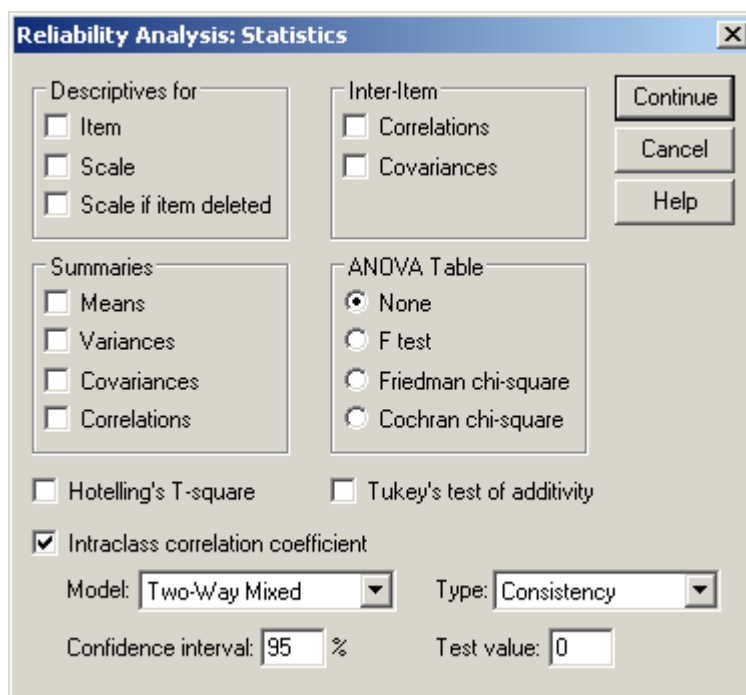 Reliability Analysis: Statistics
Descriptives for
Item
Scale
Scale if item deleted
Inter-Item
Correlations
Covariances
Continue
Cancel
Help
Summaries
Means
Variances
Covariances
Correlations
ANOVA Table
None
F test
Friedman chi-square
Cochran chi-square
Hotelling's T-square
Tukey's test of additivity
Intraclass correlation coefficient
Model: Two-Way Mixed
Type: Consistency
Confidence interval: 95 %
Test value: 0